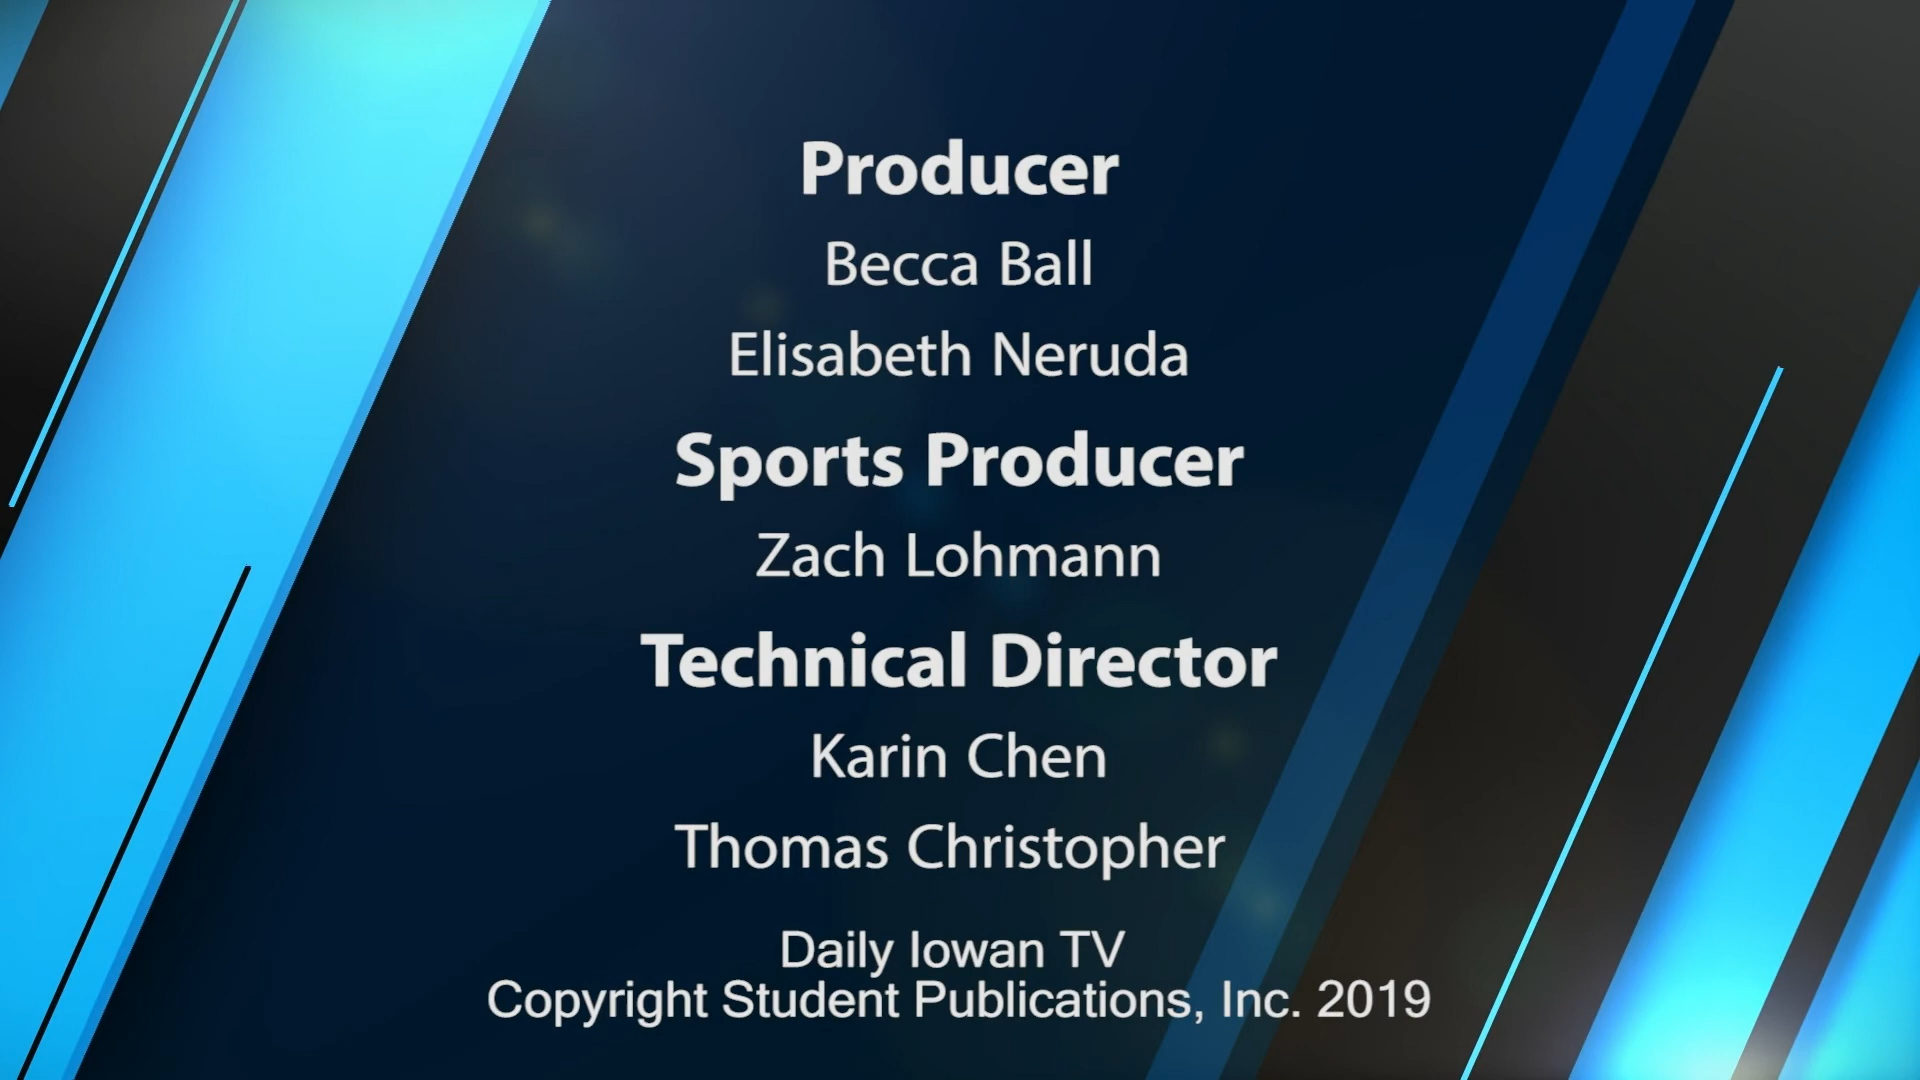 Producer
Becca Ball
Elisabeth Neruda
Sports Producer
Zach Lohmann
Technical Director
Karin Chen
Thomas Christopher
Daily Iowan TV
Copyright Student Publications, Inc. 2019